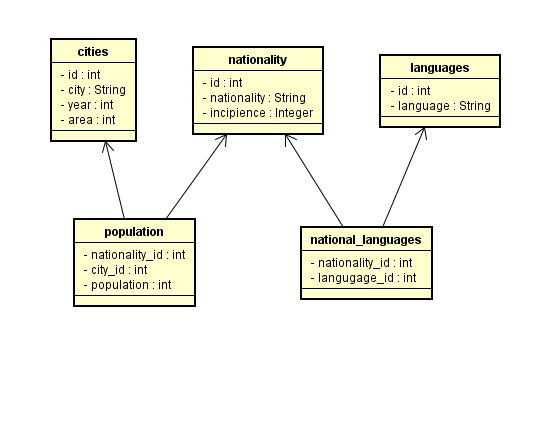 cities
- id : int
- city : String
- year : int
- area : int
nationality
- id : int
- nationality : String
- incipience : Integer
languages
- id : int
- language : String
population
- nationality_id : int
- city_id : int
- population : int
national_languages
- nationality_id : int
- langugage_id : int